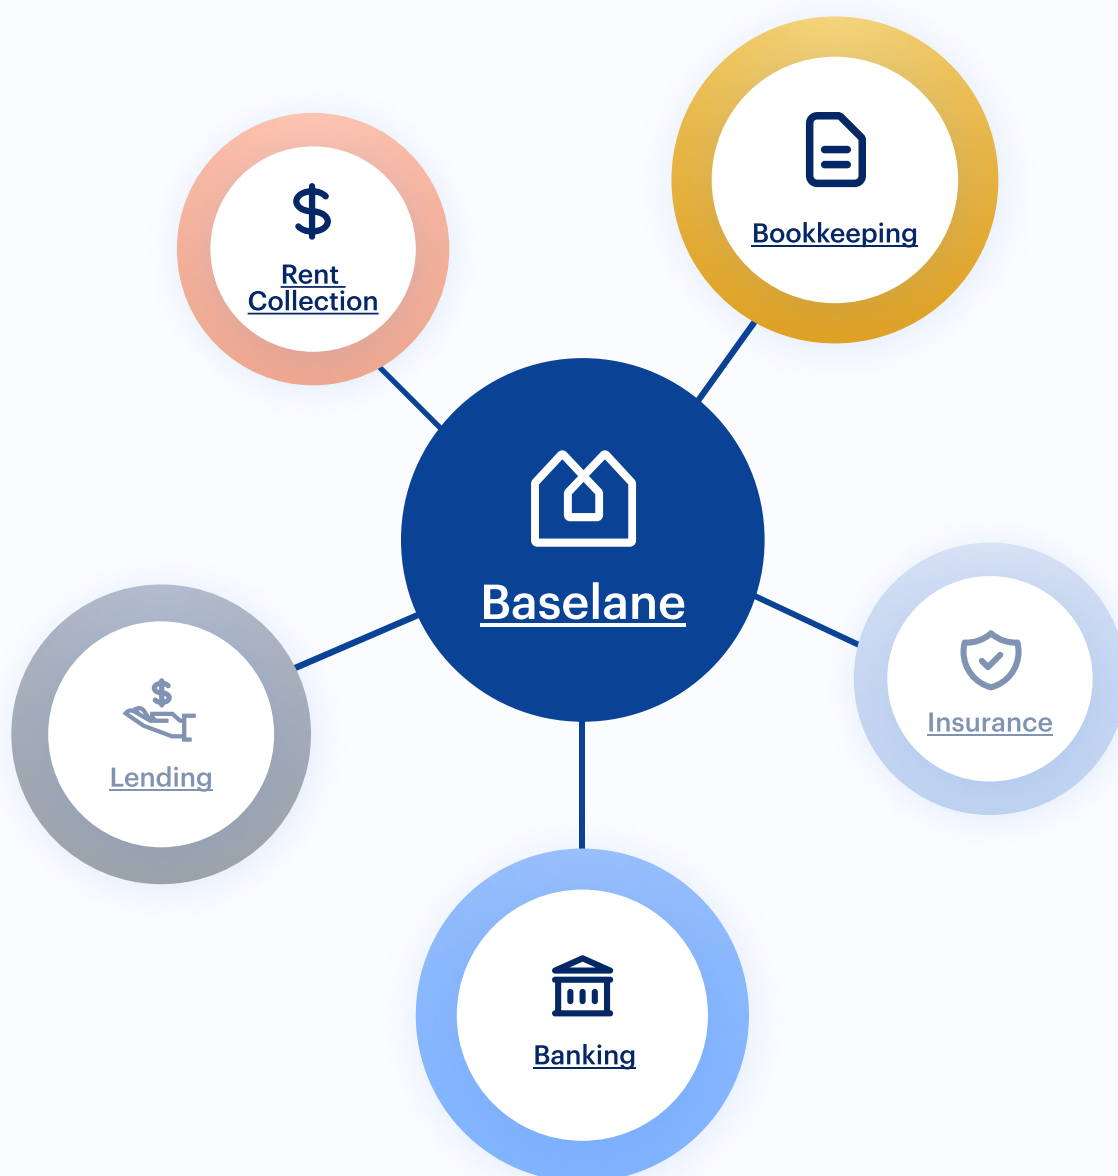 Bookkeeping
Rent
Collection
Baselane
Insurance
Lending
Banking